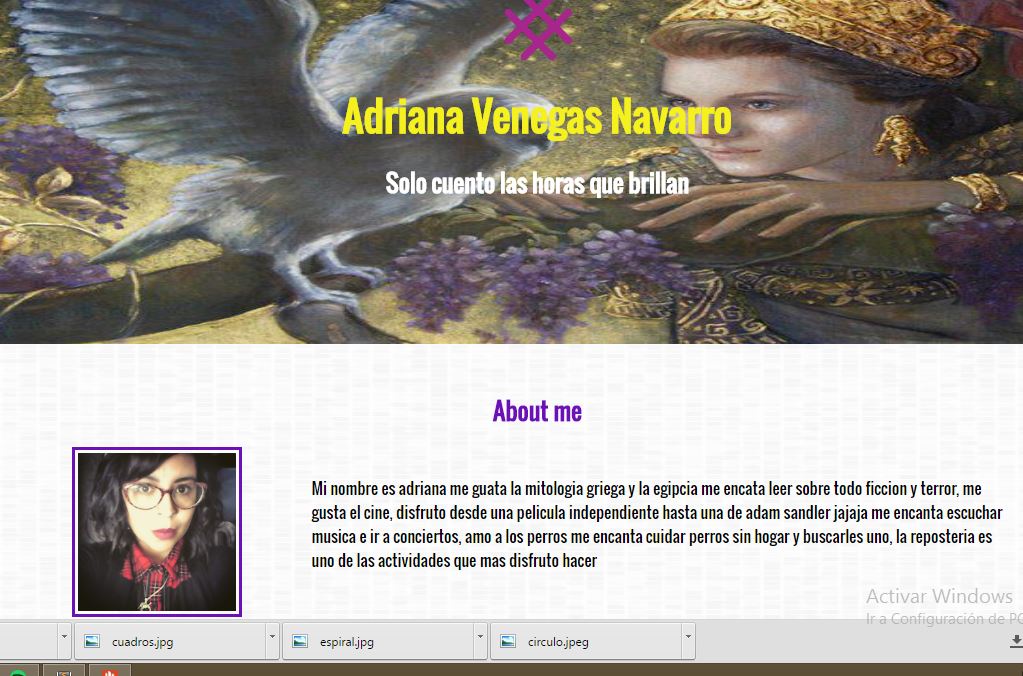 Adriana Venegas Navarro
Solo cuento las horas que brillan
About me
Mi nombre es adriana me guata la mitologia griega y la egipcia me encata leer sobre todo ficcion y terror, me
gusta el cine, disfruto desde una pelicula independiente hasta una de adam sandler jajaja me encanta escuchar
musica e ir a conciertos, amo a los perros me encanta cuidar perros sin hogar y buscarles uno, la reposteria es
uno de las actividades que mas disfruto hacer
Activar Windows
Ir a Configuración de PC
cuadros.jpg
espiral.jpg
circulo.jpeg